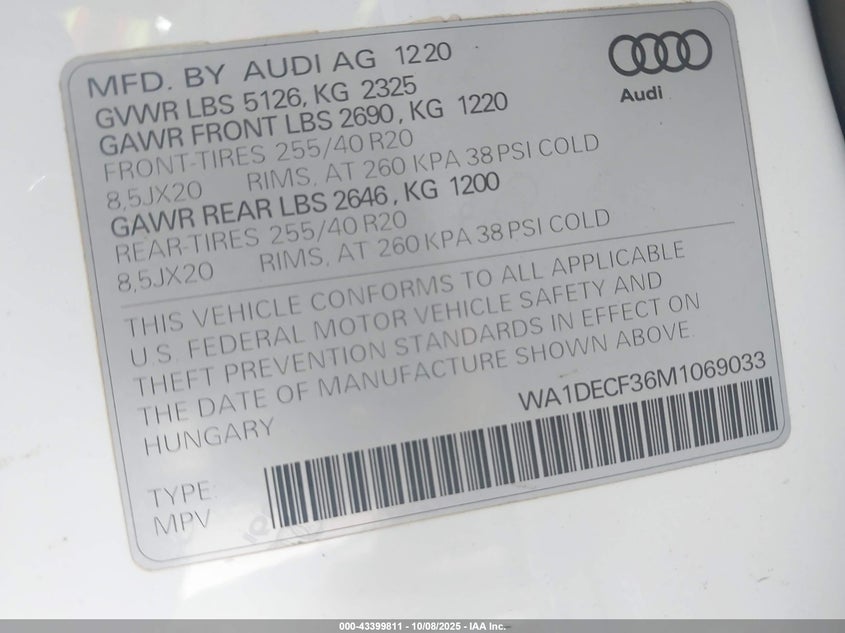 MFD. BY AUDI AG 1220
GVWR LBS 5126, KG 2325
GAWR FRONT LBS 2690, KG 1220
FRONT-TIRES 255/40 R20
8,5JX20 RIMS, AT 260 KPA 38 PSI COLD
GAWR REAR LBS 2646, KG 1200
REAR-TIRES 255/40 R20
8,5JX20 RIMS, AT 260 KPA 38 PSI COLD
Audi
THIS VEHICLE CONFORMS TO ALL APPLICABLE
U.S. FEDERAL MOTOR VEHICLE SAFETY AND
THEFT PREVENTION STANDARDS IN EFFECT ON
THE DATE OF MANUFACTURE SHOWN ABOVE.
HUNGARY
WA1DECF36M1069033
TYPE:
MPV
000-43399811 - 10/08/2025 - IAA Inc.